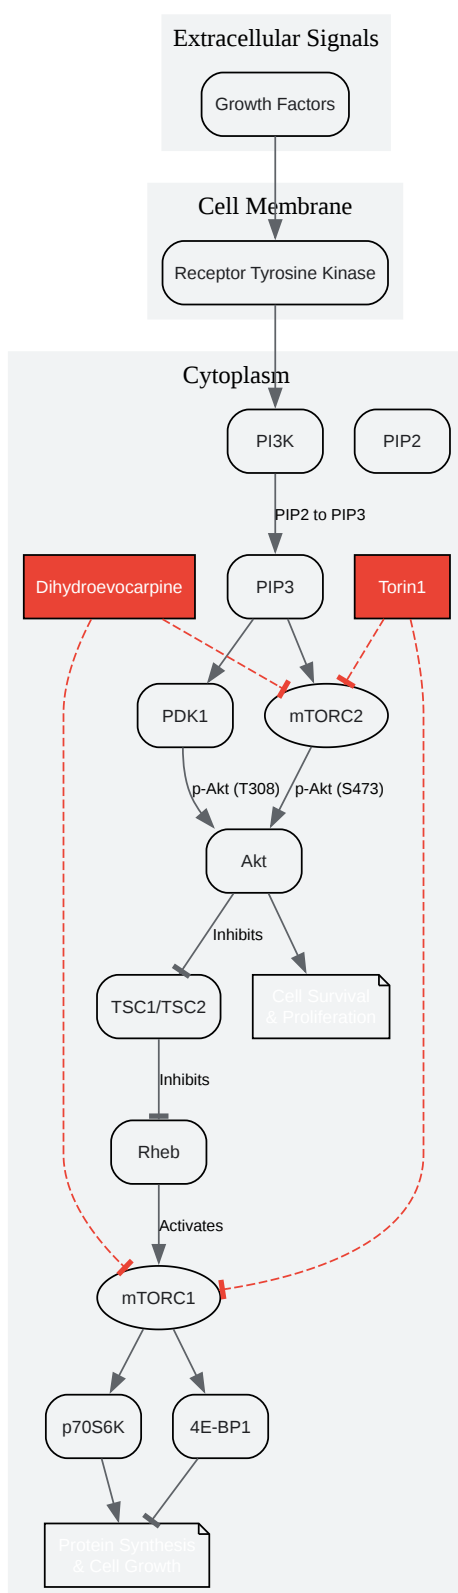 Extracellular Signals
Growth Factors
Cell Membrane
Receptor Tyrosine Kinase
Cytoplasm
PI3K
PIP2
PIP2 to PIP3
Dihydroevocarpine
PIP3
Torin1
PDK1
mTORC2
p-Akt (T308)
p-Akt (S473)
Akt
Inhibits
TSC1/TSC2
Cell Survival
& Proliferation
Inhibits
Rheb
Activates
mTORC1
p70S6K
4E-BP1
Protein Synthesis
& Cell Growth